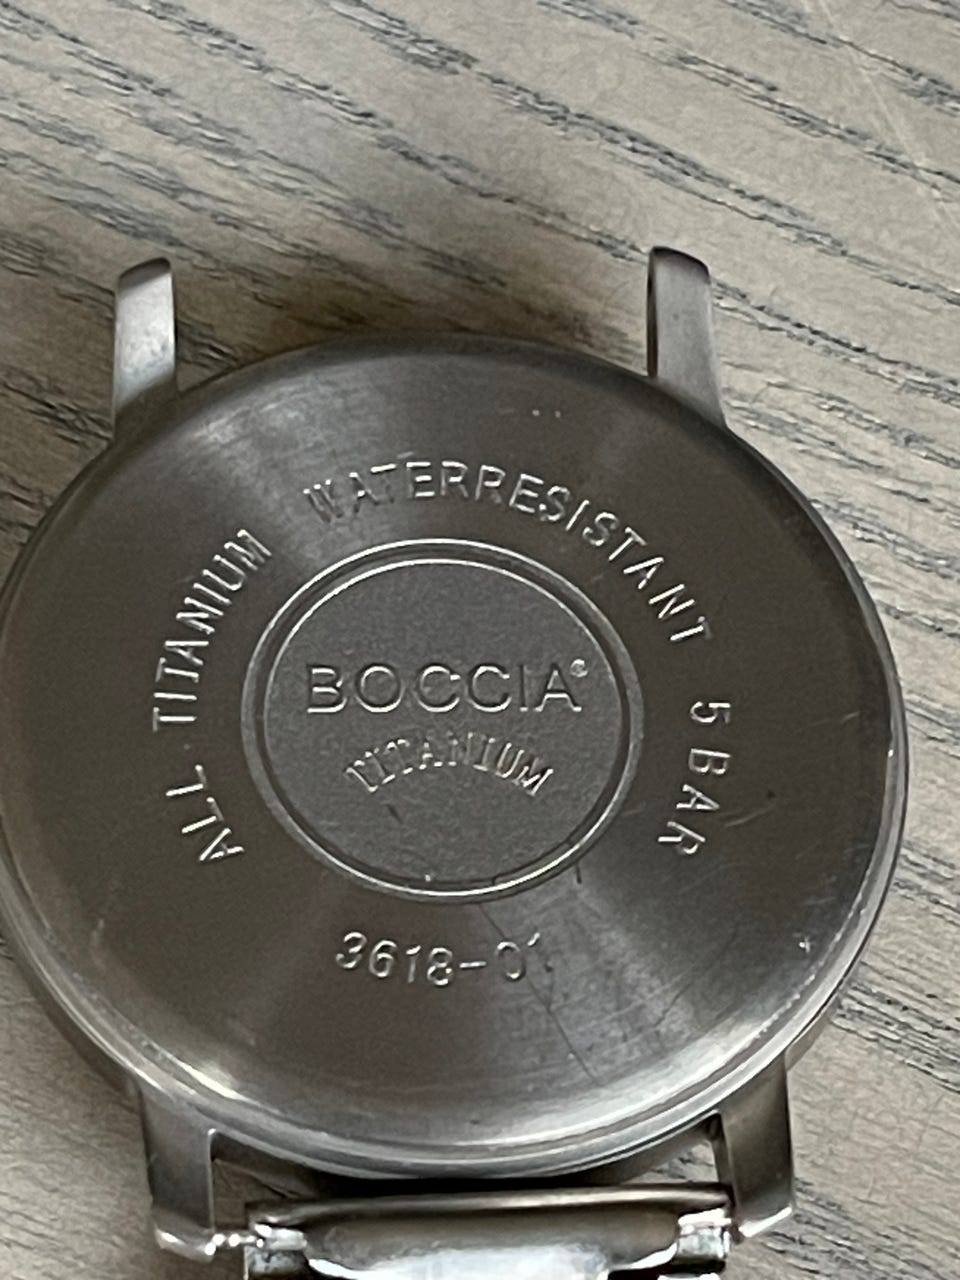 ALL TITANIUM WATERRESISTANT 5 BAR
BOCCIA®
TITANIUM
3618-01